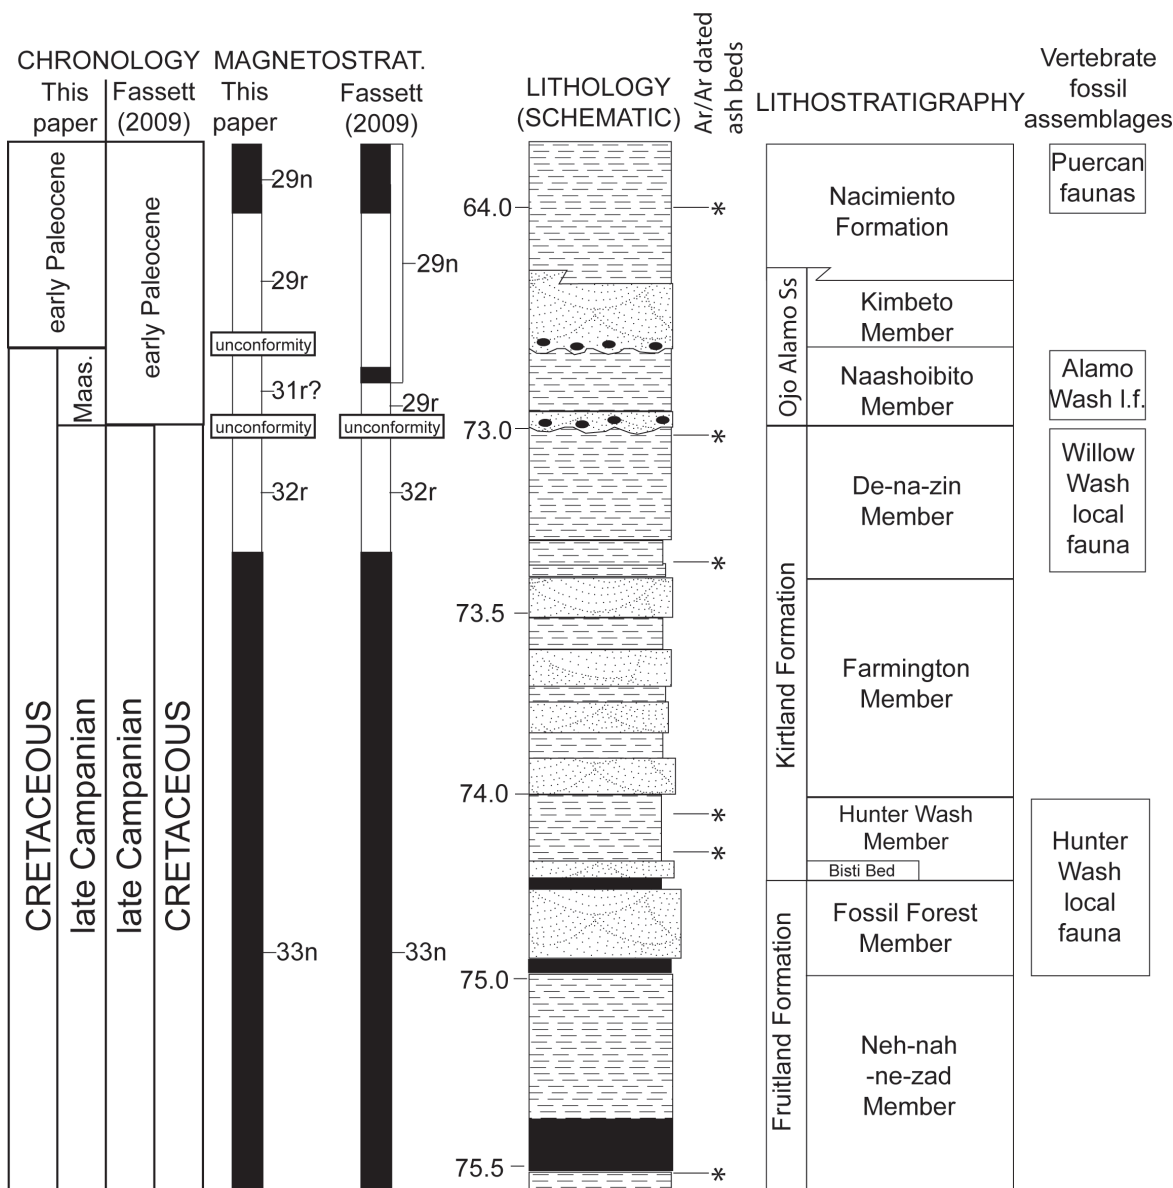 CHRONOLOGY
This paper
Fassett (2009)
MAGNETOSTRAT.
This paper
Fassett (2009)
LITHOLOGY
(SCHEMATIC)
Ar/Ar dated
ash beds
LITHOSTRATIGRAPHY
Vertebrate
fossil
assemblages
early Paleocene
Maas.
CRETACEOUS
late Campanian
early Paleocene
late Campanian
CRETACEOUS
29n
29r
unconformity
31r?
unconformity
32r
33n
29n
29r
unconformity
32r
33n
64.0
73.0
73.5
74.0
75.0
75.5
*
*
*
*
*
*
Nacimiento
Formation
Ojo Alamo Ss
Kimbeto
Member
Naashoibito
Member
Kirtland Formation
De-na-zin
Member
Farmington
Member
Hunter Wash
Member
Bisti Bed
Fruitland Formation
Fossil Forest
Member
Neh-nah
-ne-zad
Member
Puercan
faunas
Alamo
Wash l.f.
Willow
Wash
local
fauna
Hunter
Wash
local
fauna